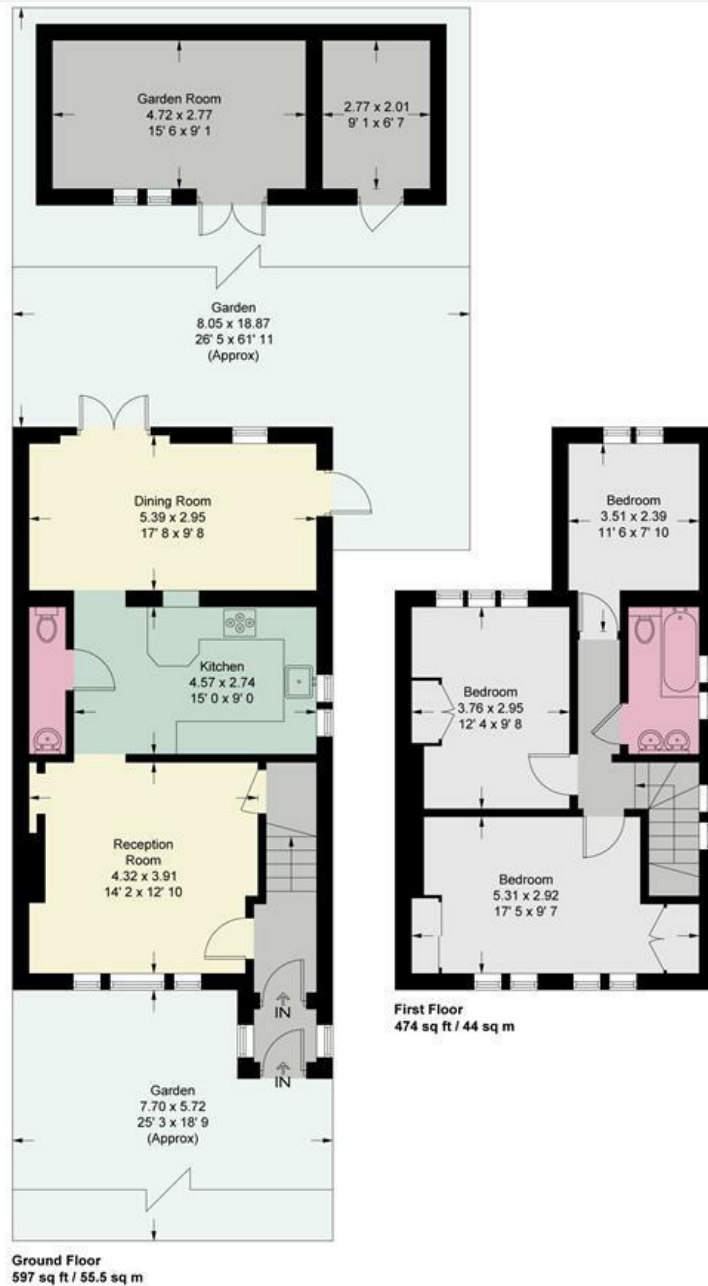 Garden Room
4.72 x 2.77
15' 6 x 9' 1
2.77 x 2.01
9' 1 x 6' 7
Garden
8.05 x 18.87
26' 5 x 61' 11
(Approx)
Dining Room
5.39 x 2.95
17' 8 x 9' 8
Kitchen
4.57 x 2.74
15' 0 x 9' 0
Reception
Room
4.32 x 3.91
14' 2 x 12' 10
IN
IN
Garden
7.70 x 5.72
25' 3 x 18' 9
(Approx)
Ground Floor
597 sq ft / 55.5 sq m
Bedroom
3.51 x 2.39
11' 6 x 7' 10
Bedroom
3.76 x 2.95
12' 4 x 9' 8
Bedroom
5.31 x 2.92
17' 5 x 9' 7
First Floor
474 sq ft / 44 sq m